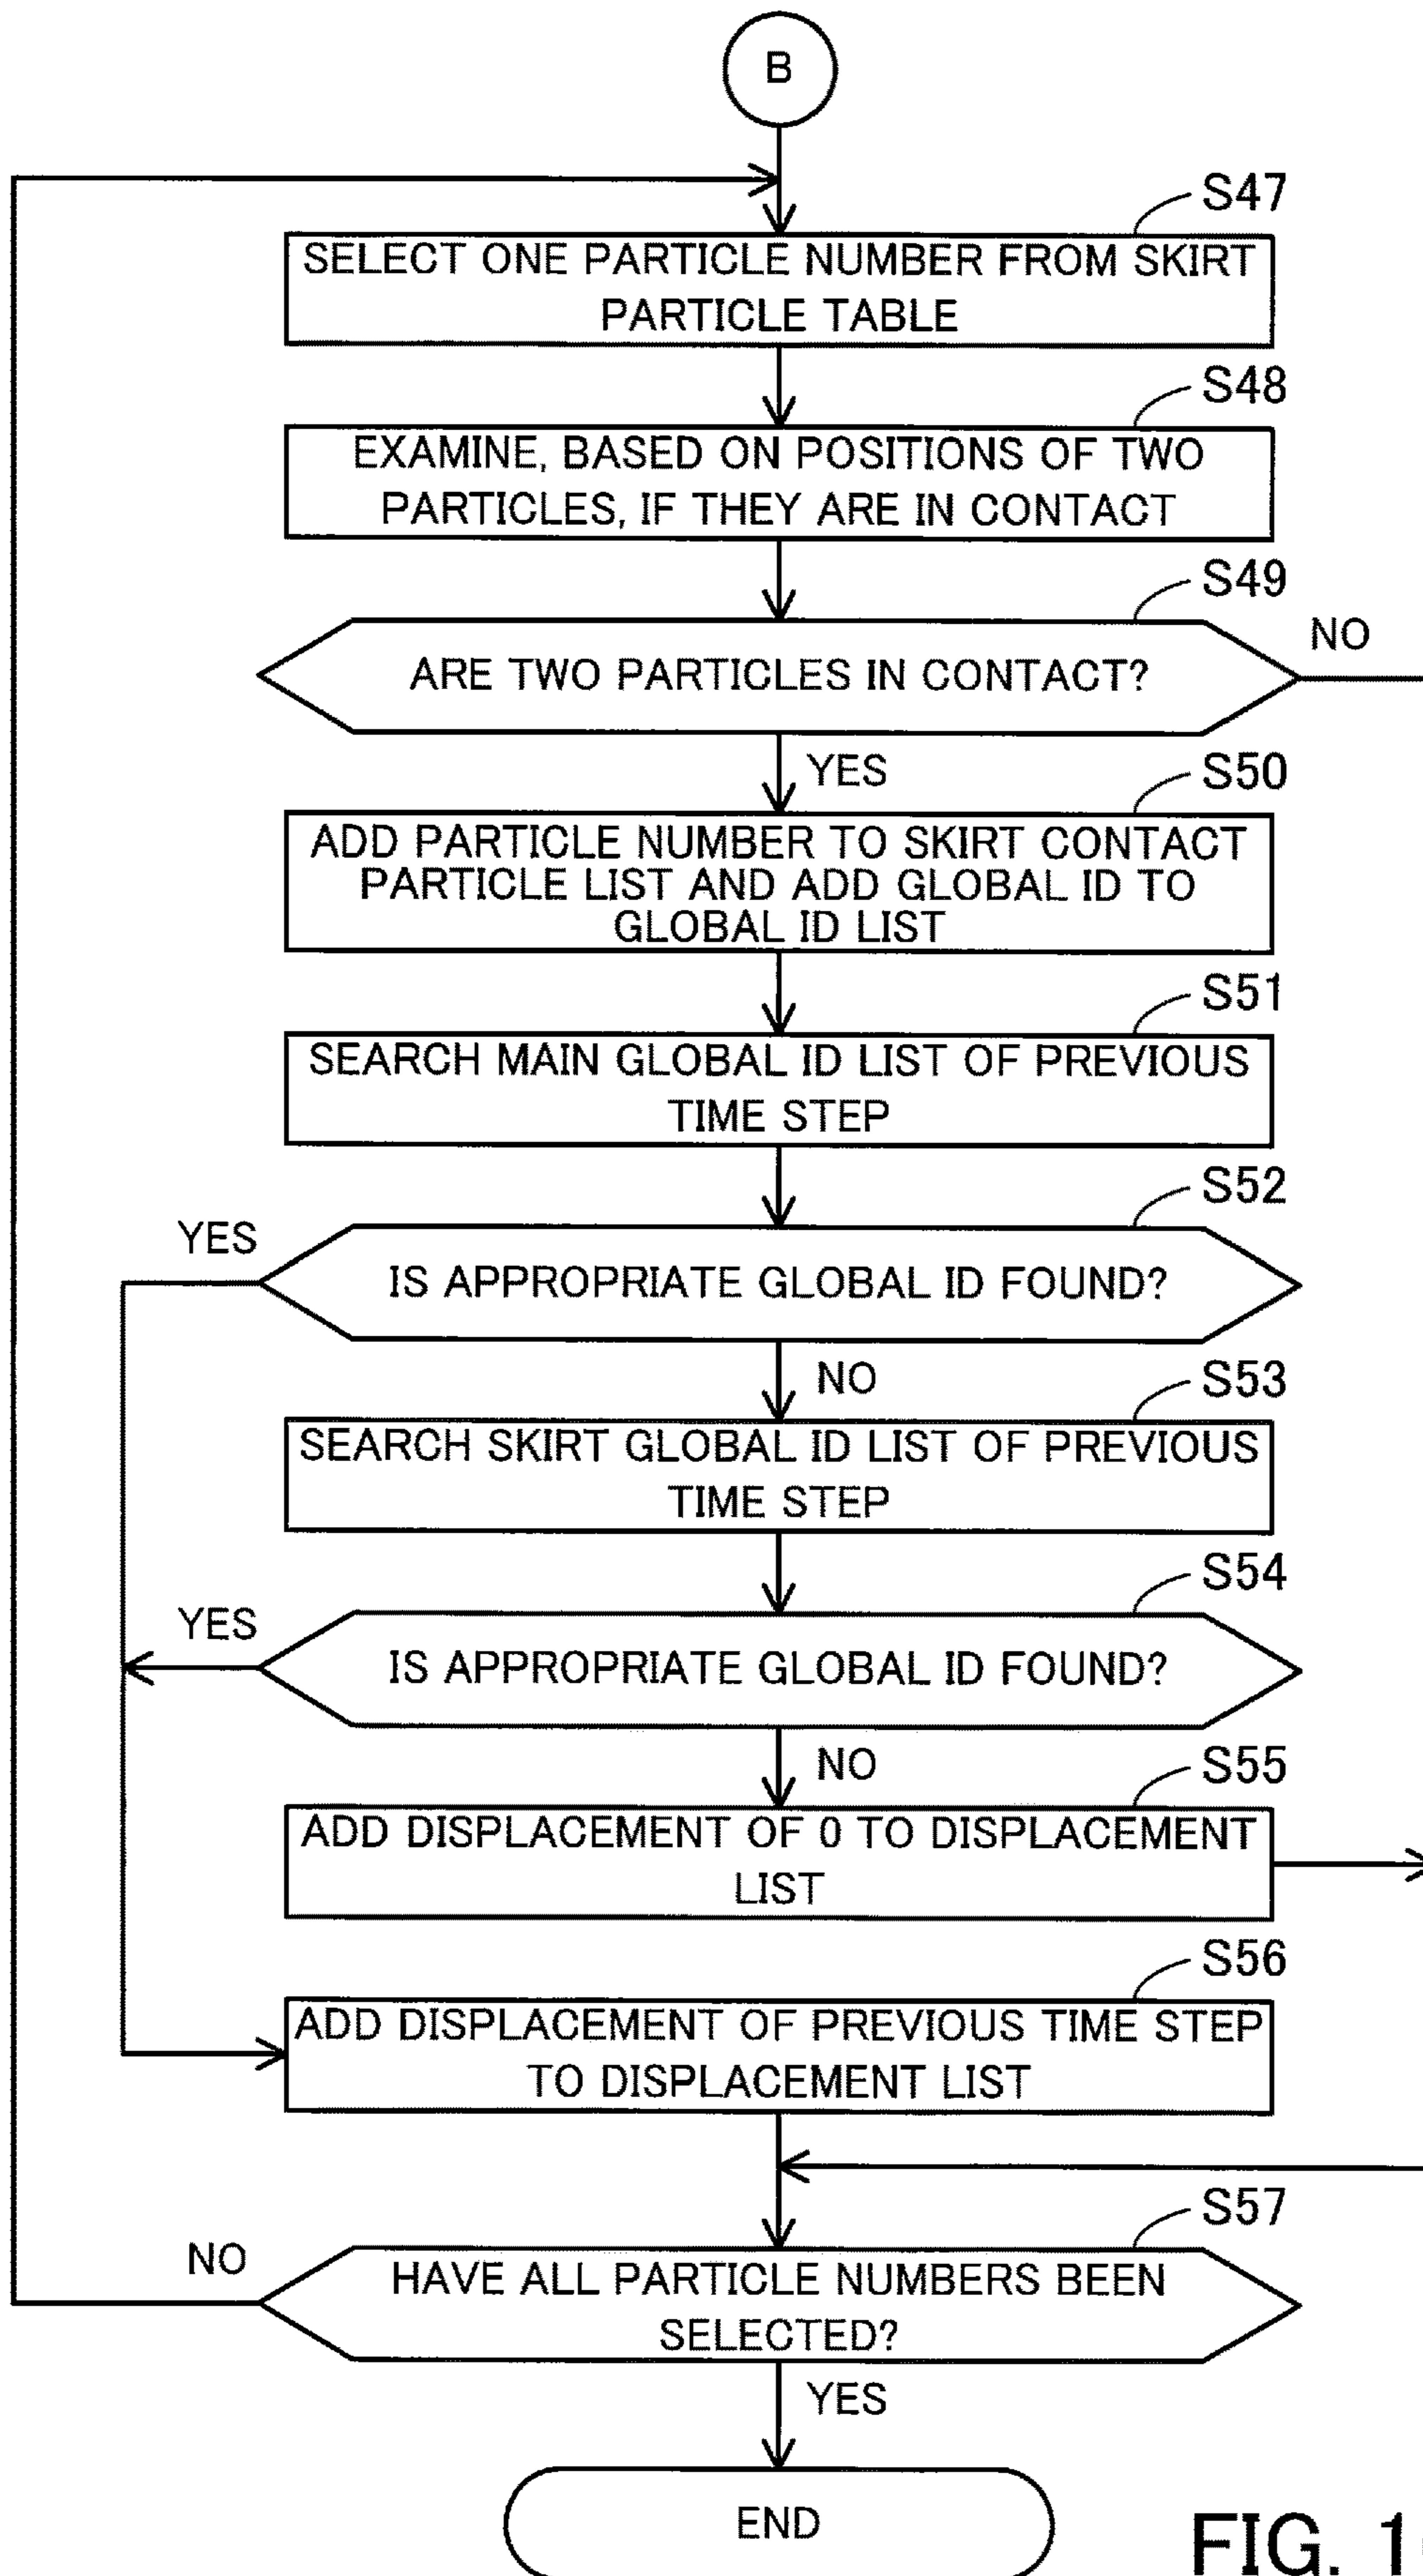 B
S47
SELECT ONE PARTICLE NUMBER FROM SKIRT
PARTICLE TABLE
S48
EXAMINE, BASED ON POSITIONS OF TWO
PARTICLES, IF THEY ARE IN CONTACT
S49
NO
ARE TWO PARTICLES IN CONTACT?
YES
S50
ADD PARTICLE NUMBER TO SKIRT CONTACT
PARTICLE LIST AND ADD GLOBAL ID TO
GLOBAL ID LIST
S51
SEARCH MAIN GLOBAL ID LIST OF PREVIOUS
TIME STEP
S52
YES
IS APPROPRIATE GLOBAL ID FOUND?
NO
S53
SEARCH SKIRT GLOBAL ID LIST OF PREVIOUS
TIME STEP
S54
YES
IS APPROPRIATE GLOBAL ID FOUND?
NO
S55
ADD DISPLACEMENT OF 0 TO DISPLACEMENT
LIST
S56
ADD DISPLACEMENT OF PREVIOUS TIME STEP
TO DISPLACEMENT LIST
S57
NO
HAVE ALL PARTICLE NUMBERS BEEN
SELECTED?
YES
END
FIG.